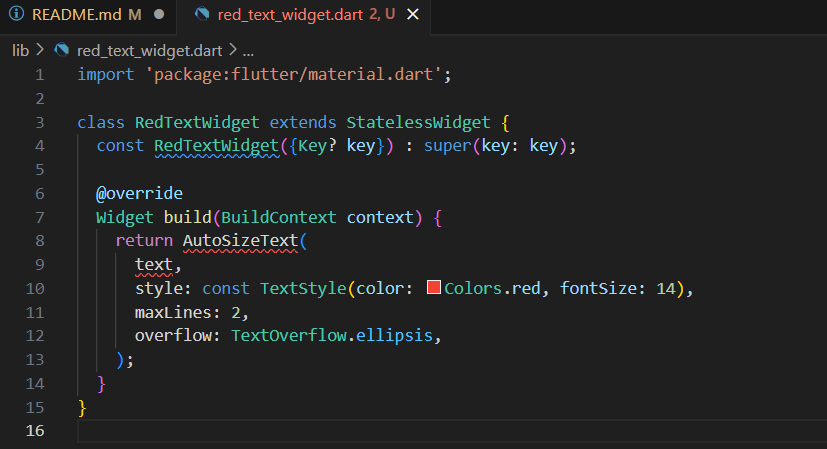 README.md M
red_text_widget.dart 2, U
lib > red_text_widget.dart > ...
1 import 'package:flutter/material.dart';
2
3 class RedTextWidget extends StatelessWidget {
4   const RedTextWidget({Key? key}) : super(key: key);
5
6   @override
7   Widget build(BuildContext context) {
8     return AutoSizeText(
9       text,
10       style: const TextStyle(color: Colors.red, fontSize: 14),
11       maxLines: 2,
12       overflow: TextOverflow.ellipsis,
13     );
14   }
15 }
16